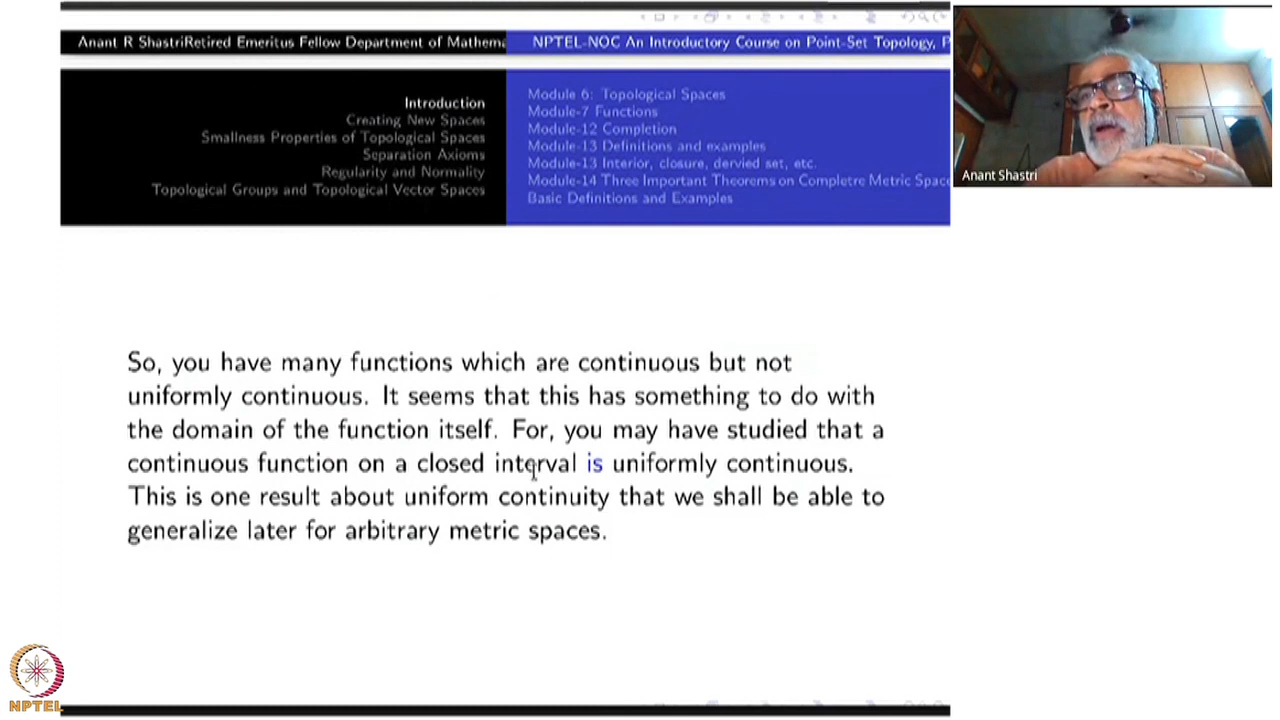 Anant R ShastriRetired Emeritus Fellow Department of Mathema
NPTEL-NOC An Introductory Course on Point-Set Topology, P
Introduction
Creating New Spaces
Smallness Properties of Topological Spaces
Separation Axioms
Regularity and Normality
Topological Groups and Topological Vector Spaces
Module 6: Topological Spaces
Module-7 Functions
Module-12 Completion
Module-13 Definitions and examples
Module-13 Interior, closure, dervied set, etc.
Module-14 Three Important Theorems on Completre Metric Space
Basic Definitions and Examples
Anant Shastri
So, you have many functions which are continuous but not
uniformly continuous. It seems that this has something to do with
the domain of the function itself. For, you may have studied that a
continuous function on a closed interval is uniformly continuous.
This is one result about uniform continuity that we shall be able to
generalize later for arbitrary metric spaces.
NPTEL